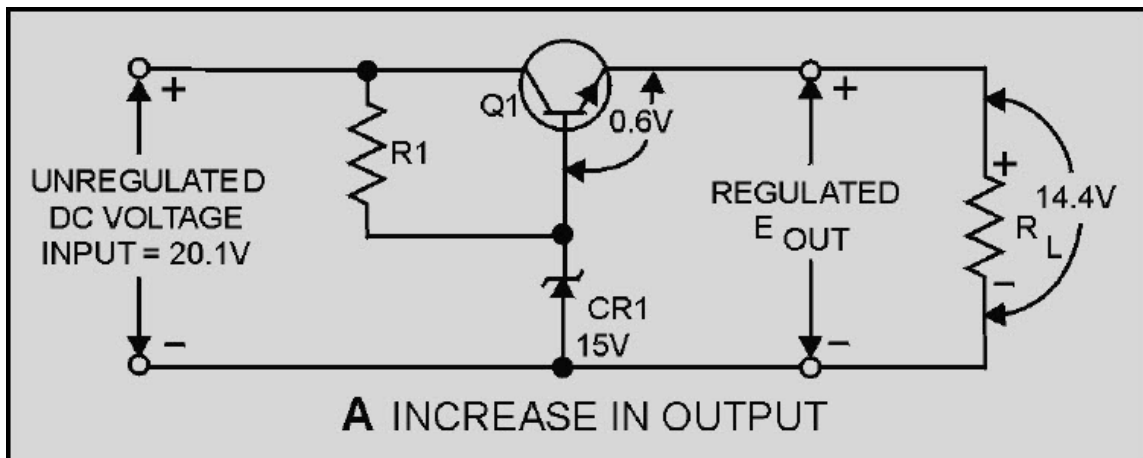 +
Q1
0.6V
+
+
R1
UNREGULATED
DC VOLTAGE
INPUT = 20.1V
REGULATED
E OUT
R L
14.4V
CR1
15V
−
−
−
A INCREASE IN OUTPUT